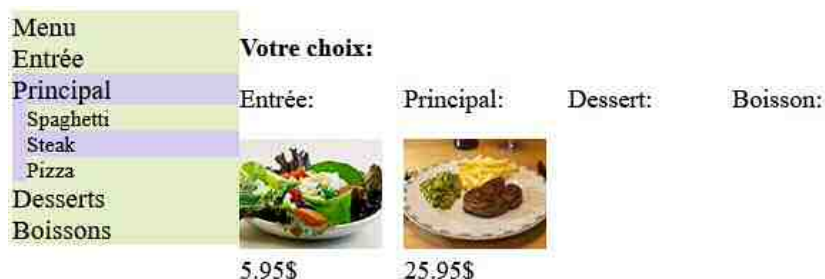 Menu
Entrée
Principal
Spaghetti
Steak
Pizza
Desserts
Boissons
Votre choix:
Entrée: Principal: Dessert: Boisson:
5.95$ 25.95$